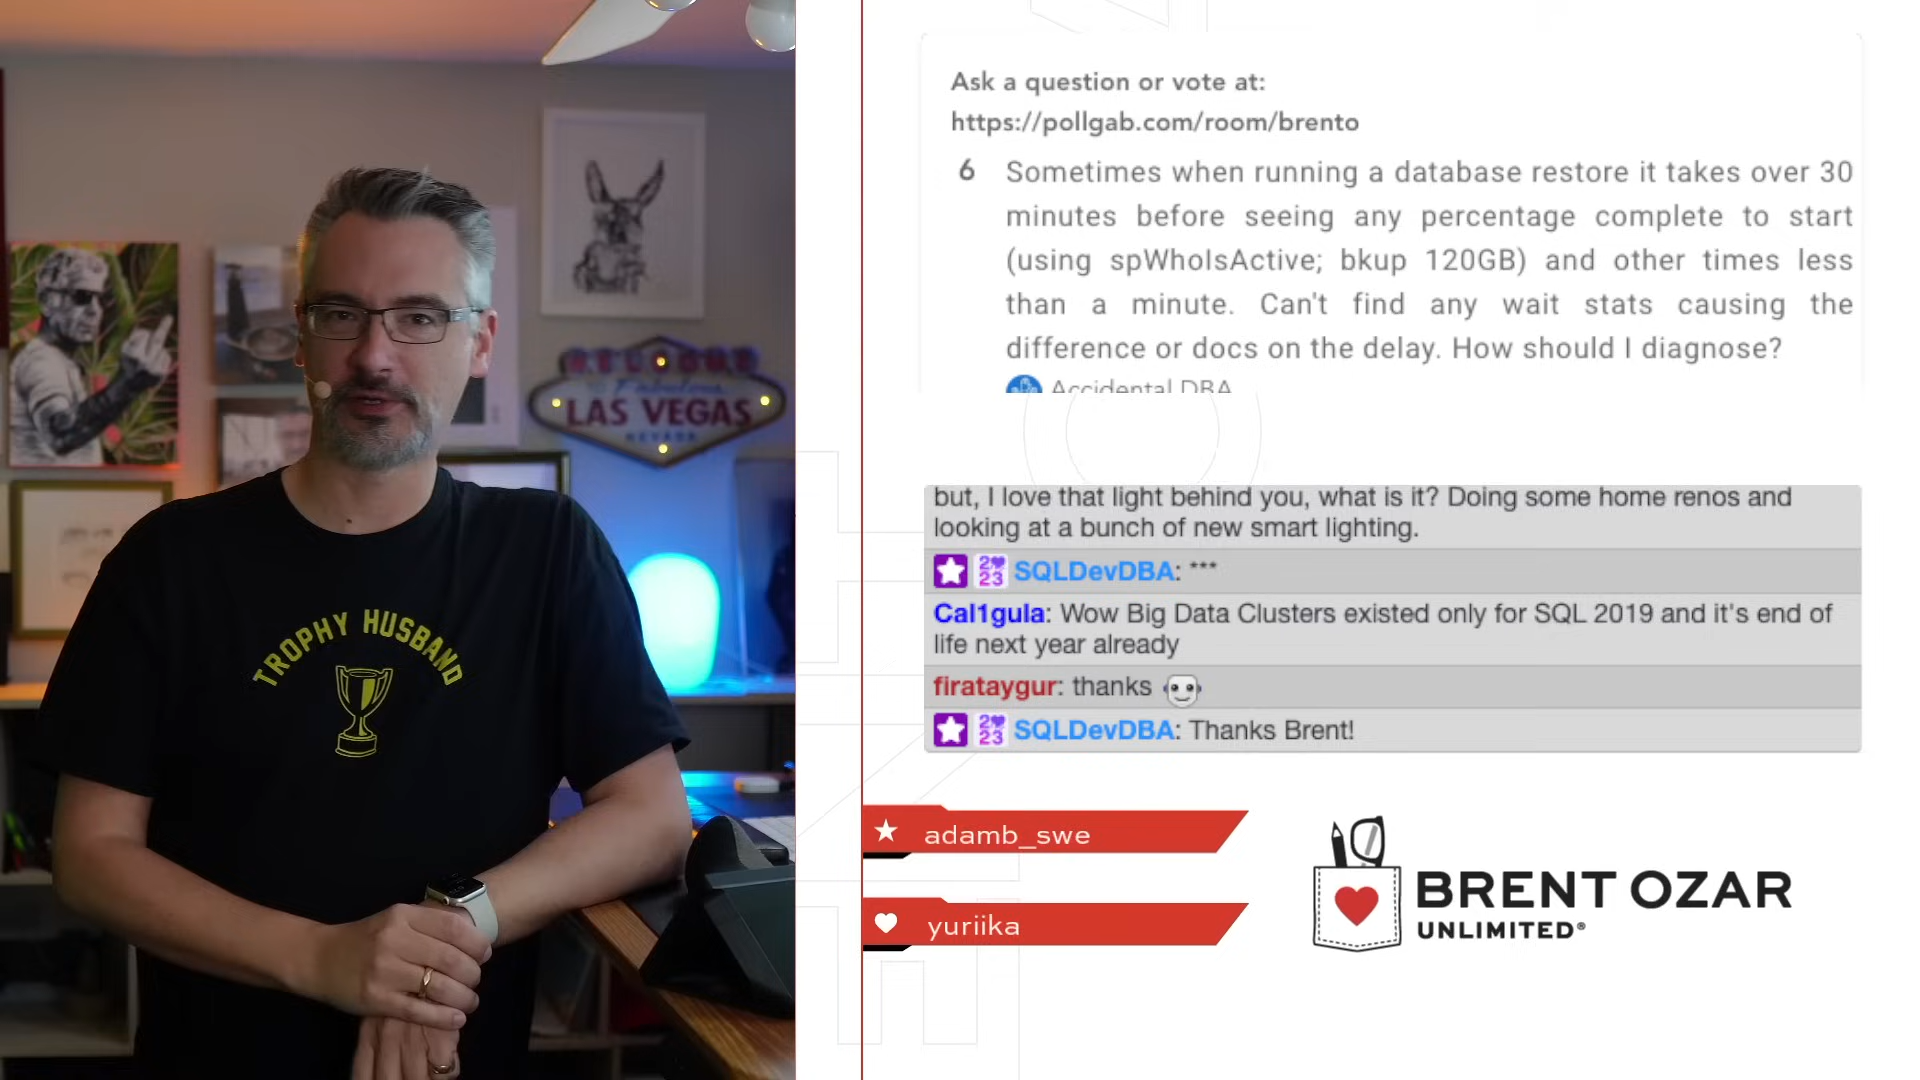 Ask a question or vote at:
https://pollgab.com/room/brento
6 Sometimes when running a database restore it takes over 30
minutes before seeing any percentage complete to start
(using spWhoIsActive; bkup 120GB) and other times less
than a minute. Can't find any wait stats causing the
difference or docs on the delay. How should I diagnose?
Accidental DBA
but, I love that light behind you, what is it? Doing some home renos and
looking at a bunch of new smart lighting.
SQLDevDBA: ***
Cal1gula: Wow Big Data Clusters existed only for SQL 2019 and it's end of
life next year already
firataygur: thanks
SQLDevDBA: Thanks Brent!
adamb_swe
yuriika
BRENT OZAR
UNLIMITED®
TROPHY HUSBAND
Fabulous
LAS VEGAS
NEVADA